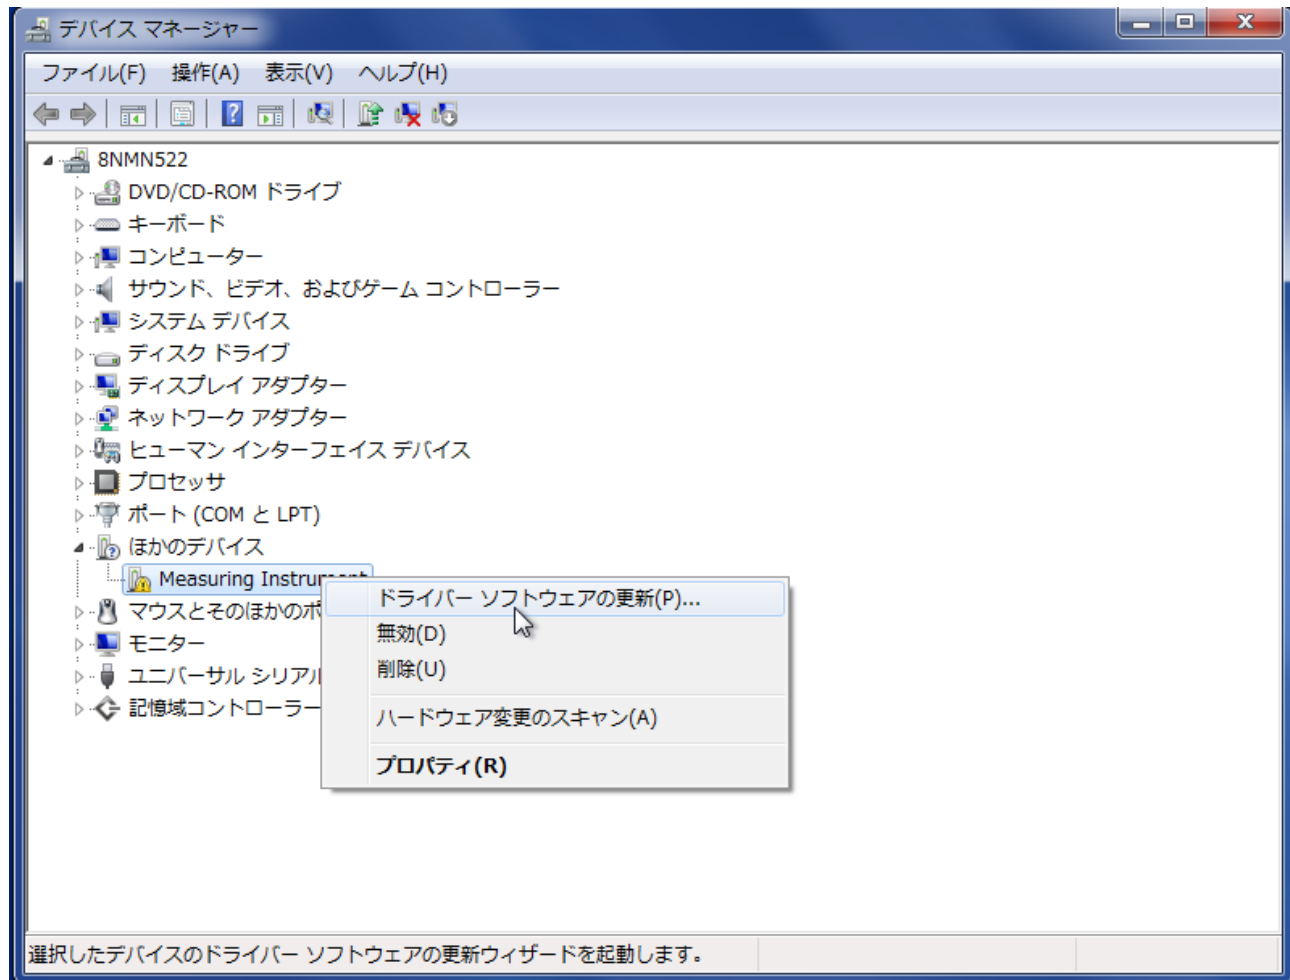 デバイス マネージャー
ファイル(F) 操作(A) 表示(V) ヘルプ(H)
8NMN522
DVD/CD-ROM ドライブ
キーボード
コンピューター
サウンド、ビデオ、およびゲーム コントローラー
システム デバイス
ディスク ドライブ
ディスプレイ アダプター
ネットワーク アダプター
ヒューマン インターフェイス デバイス
プロセッサ
ポート (COM と LPT)
ほかのデバイス
Measuring Instrument
マウスとそのほかのポ
モニター
ユニバーサル シリアル
記憶域コントローラー
ドライバー ソフトウェアの更新(P)...
無効(D)
削除(U)
ハードウェア変更のスキャン(A)
プロパティ(R)
選択したデバイスのドライバー ソフトウェアの更新ウィザードを起動します。